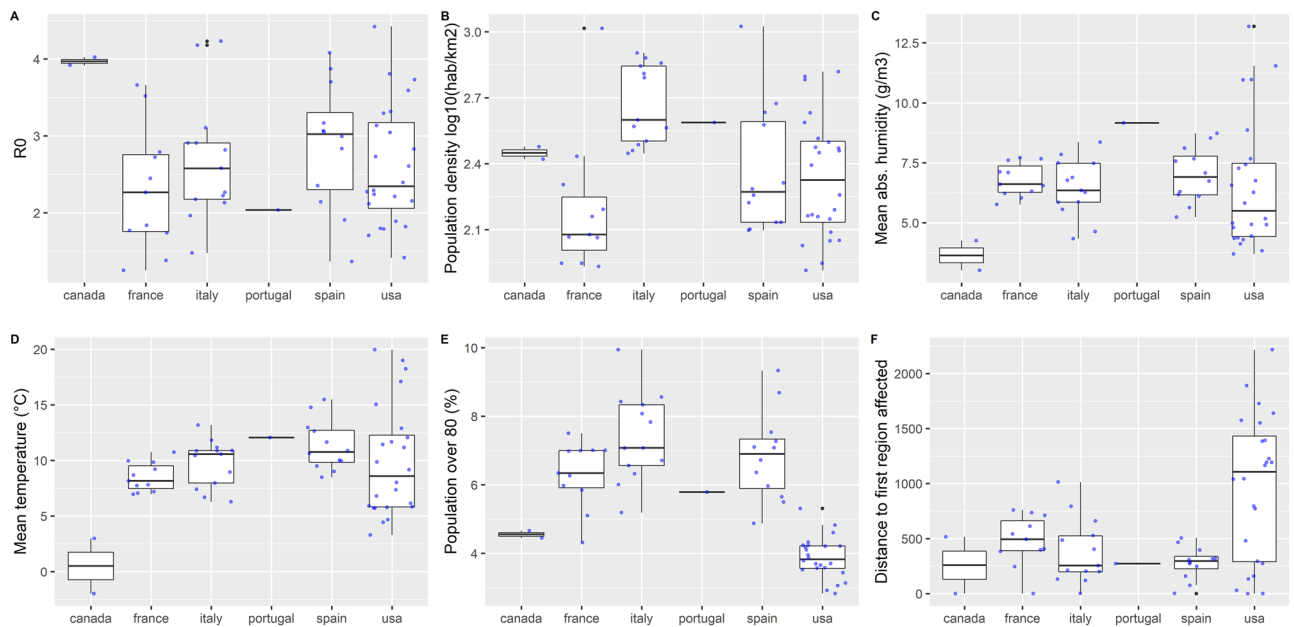 A
R0
4
3
2
canada france italy portugal spain usa
B
Population density log10(hab/km2)
3.0
2.7
2.4
2.1
canada france italy portugal spain usa
C
Mean abs. humidity (g/m3)
12.5
10.0
7.5
5.0
canada france italy portugal spain usa
D
Mean temperature (°C)
20
15
10
5
0
canada france italy portugal spain usa
E
Population over 80 (%)
10
8
6
4
canada france italy portugal spain usa
F
Distance to first region affected
2000
1500
1000
500
0
canada france italy portugal spain usa